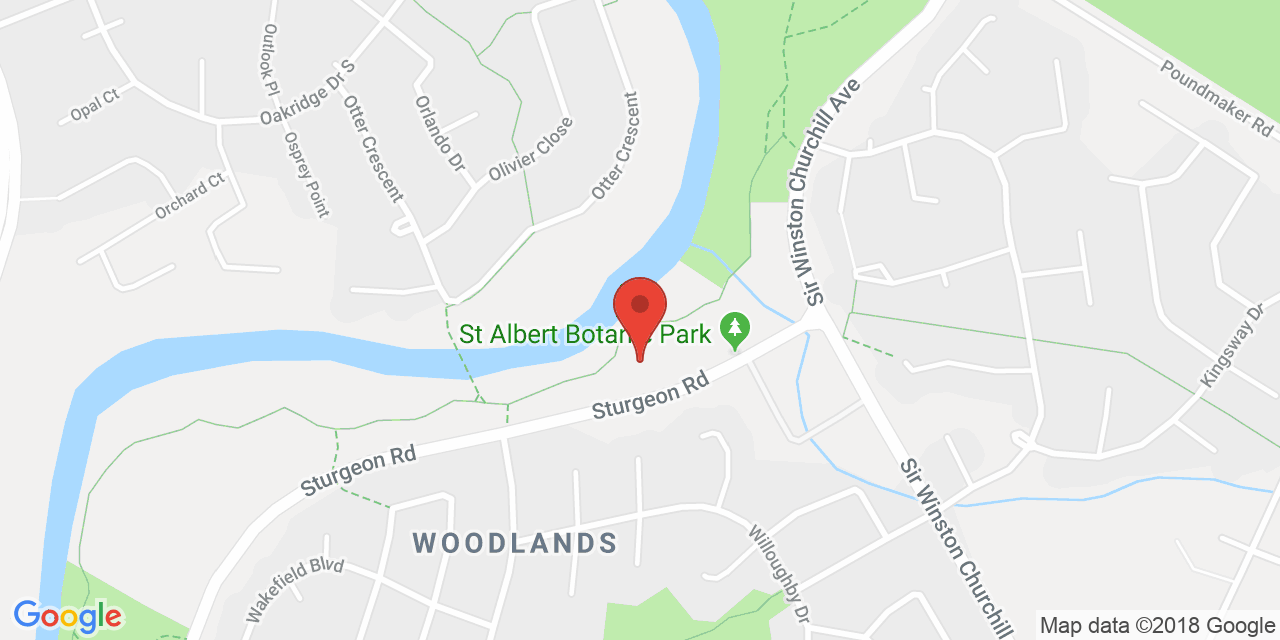 Outlook Pl
Opal Ct
Oakridge Dr S
Otter Crescent
Orlando Dr
Olivier Close
Otter Crescent
Osprey Point
Orchard Ct
Poundmaker Rd
Sir Winston Churchill Ave
St Albert Botanic Park
Kingsway Dr
Sturgeon Rd
Sturgeon Rd
Sir Winston Churchill
WOODLANDS
Wakefield Blvd
Willoughby Dr
Google
Map data ©2018 Google